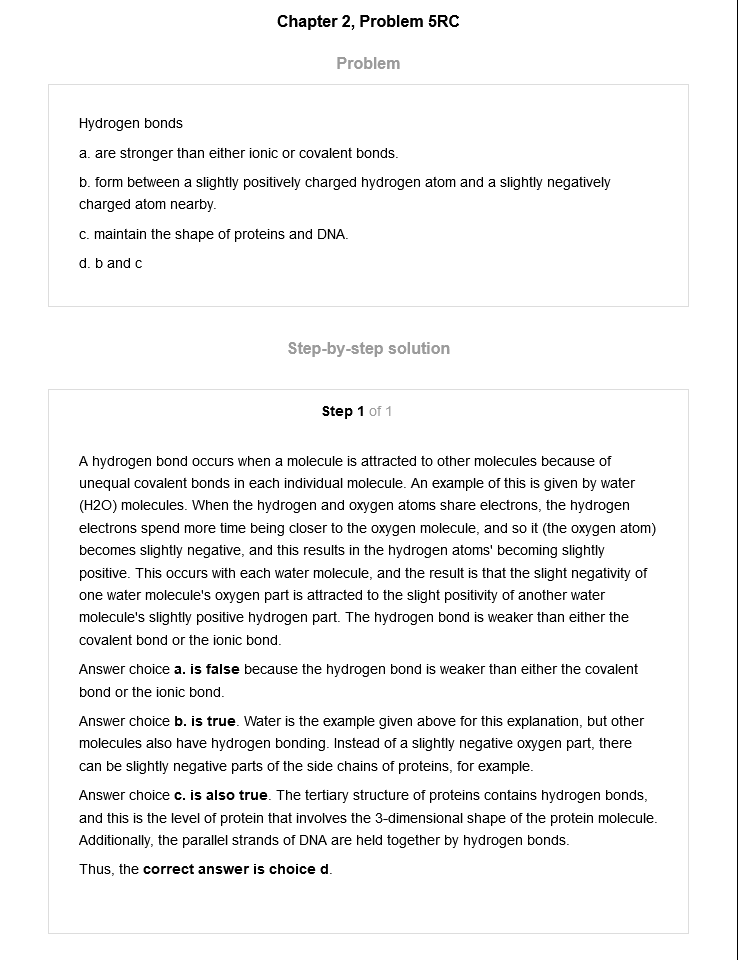 Chapter 2, Problem 5RC
Problem
Hydrogen bonds
a. are stronger than either ionic or covalent bonds.
b. form between a slightly positively charged hydrogen atom and a slightly negatively
charged atom nearby.
c. maintain the shape of proteins and DNA.
d. b and c
Step-by-step solution
Step 1 of 1
A hydrogen bond occurs when a molecule is attracted to other molecules because of
unequal covalent bonds in each individual molecule. An example of this is given by water
(H2O) molecules. When the hydrogen and oxygen atoms share electrons, the hydrogen
electrons spend more time being closer to the oxygen molecule, and so it (the oxygen atom)
becomes slightly negative, and this results in the hydrogen atoms' becoming slightly
positive. This occurs with each water molecule, and the result is that the slight negativity of
one water molecule's oxygen part is attracted to the slight positivity of another water
molecule's slightly positive hydrogen part. The hydrogen bond is weaker than either the
covalent bond or the ionic bond.
Answer choice a. is false because the hydrogen bond is weaker than either the covalent
bond or the ionic bond.
Answer choice b. is true. Water is the example given above for this explanation, but other
molecules also have hydrogen bonding. Instead of a slightly negative oxygen part, there
can be slightly negative parts of the side chains of proteins, for example.
Answer choice c. is also true. The tertiary structure of proteins contains hydrogen bonds,
and this is the level of protein that involves the 3-dimensional shape of the protein molecule.
Additionally, the parallel strands of DNA are held together by hydrogen bonds.
Thus, the correct answer is choice d.